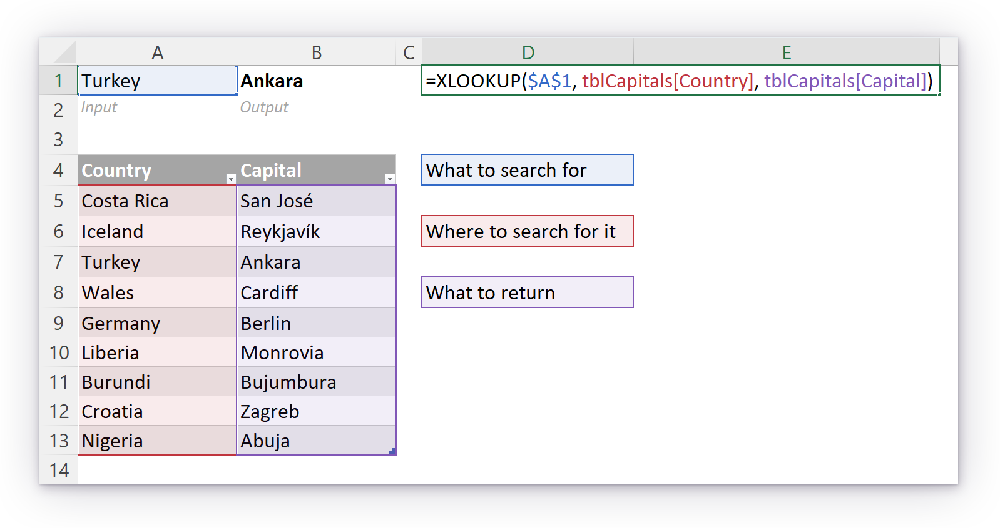 A B C D E
1 Turkey Ankara =XLOOKUP($A$1, tblCapitals[Country], tblCapitals[Capital])
2 Input Output
3
4 Country Capital What to search for
5 Costa Rica San José
6 Iceland Reykjavík Where to search for it
7 Turkey Ankara
8 Wales Cardiff What to return
9 Germany Berlin
10 Liberia Monrovia
11 Burundi Bujumbura
12 Croatia Zagreb
13 Nigeria Abuja
14